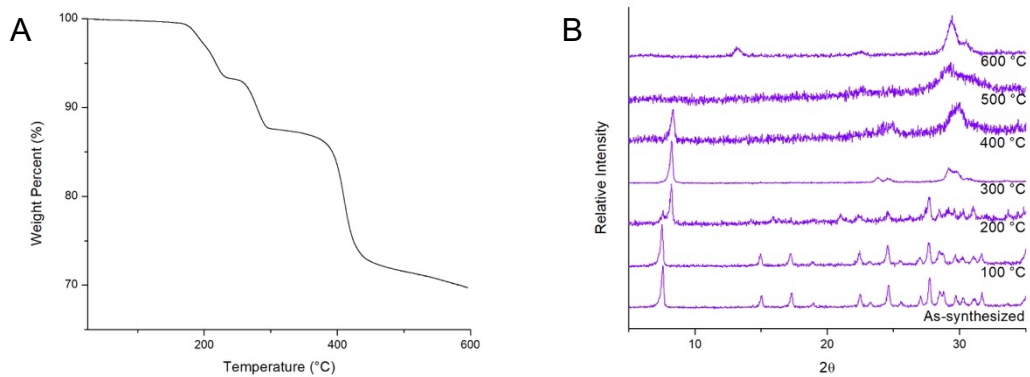 A
100
90
80
70
Weight Percent (%)
200
400
600
Temperature (°C)
B
600 °C
500 °C
400 °C
300 °C
200 °C
100 °C
As-synthesized
Relative Intensity
10
20
30
2θ